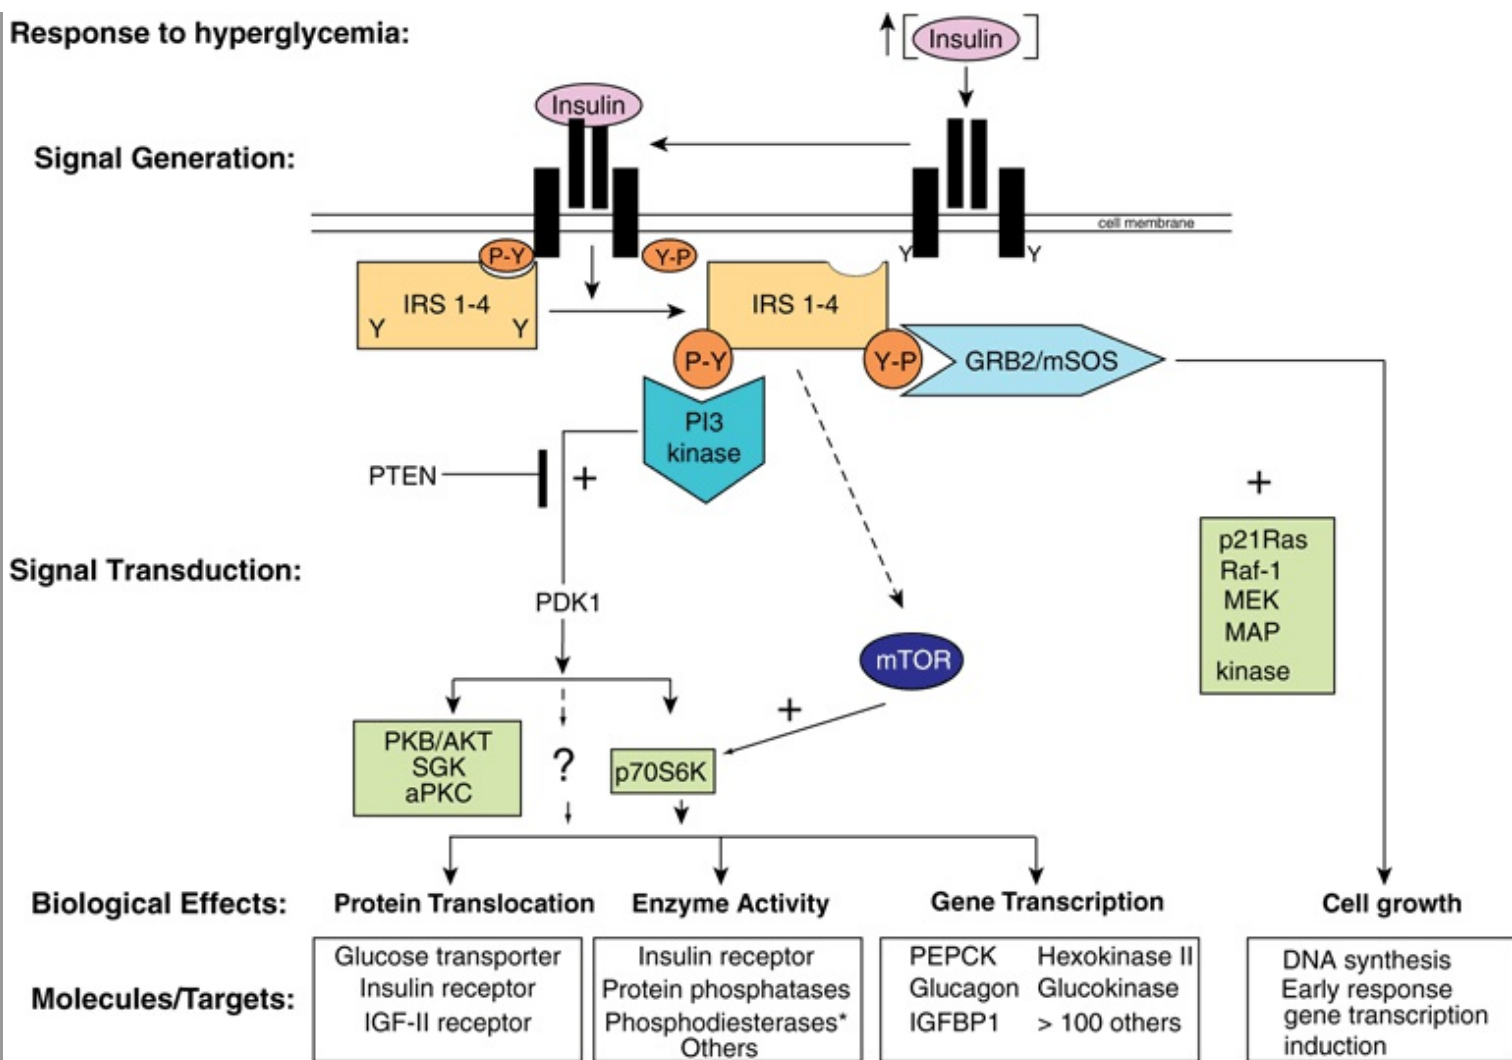 Response to hyperglycemia:
Insulin
Insulin
Signal Generation:
cell membrane
P-Y
Y-P
Y
Y
IRS 1-4
Y
Y
IRS 1-4
P-Y
Y-P
GRB2/mSOS
PI3
kinase
PTEN
+
+
p21Ras
Raf-1
MEK
MAP
kinase
Signal Transduction:
PDK1
mTOR
+
PKB/AKT
SGK
aPKC
?
p70S6K
Biological Effects:
Protein Translocation
Enzyme Activity
Gene Transcription
Cell growth
Molecules/Targets:
Glucose transporter
Insulin receptor
IGF-II receptor
Insulin receptor
Protein phosphatases
Phosphodiesterases*
Others
PEPCK Hexokinase II
Glucagon Glucokinase
IGFBP1 > 100 others
DNA synthesis
Early response
gene transcription
induction